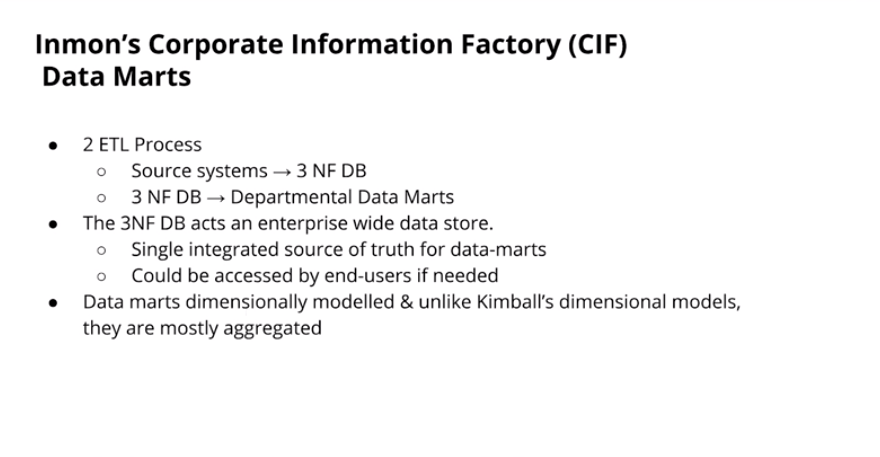 Inmon's Corporate Information Factory (CIF)
Data Marts
● 2 ETL Process
○ Source systems → 3 NF DB
○ 3 NF DB → Departmental Data Marts
● The 3NF DB acts an enterprise wide data store.
○ Single integrated source of truth for data-marts
○ Could be accessed by end-users if needed
● Data marts dimensionally modelled & unlike Kimball's dimensional models,
they are mostly aggregated